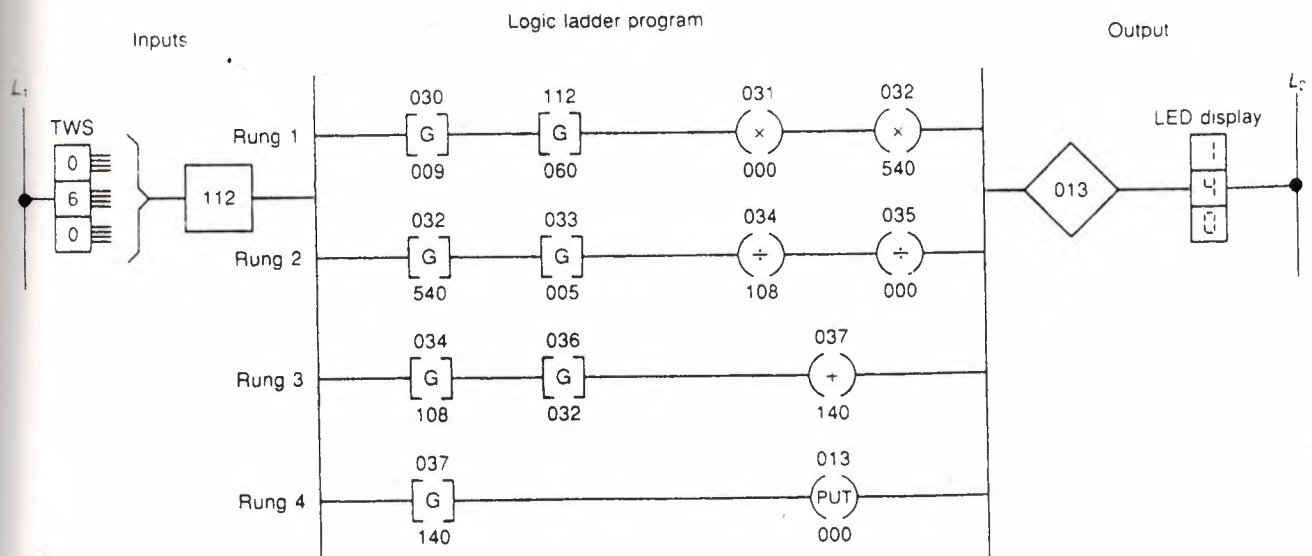 Logic ladder program
Inputs
Output
L₁
L₂
TWS
0
6
0
112
Rung 1
030
112
031
032
G
G
×
×
009
060
000
540
Rung 2
032
033
034
035
G
G
÷
÷
540
005
108
000
Rung 3
034
036
037
G
G
+
108
032
140
Rung 4
037
013
G
PUT
140
000
013
LED display
1
4
0